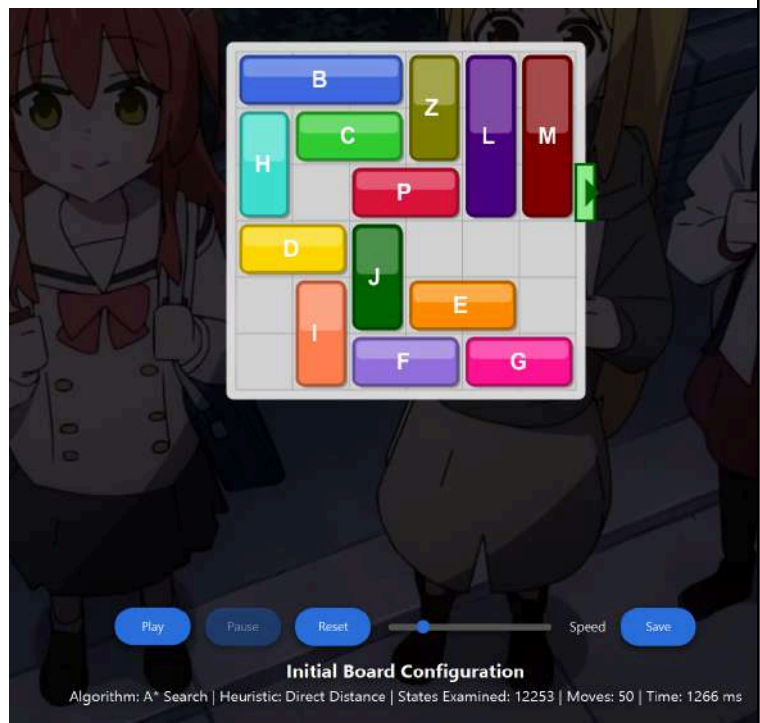 B
Z
L
M
H
C
P
D
J
I
E
F
G
Play
Pause
Reset
Speed
Save
Initial Board Configuration
Algorithm: A* Search | Heuristic: Direct Distance | States Examined: 12253 | Moves: 50 | Time: 1266 ms